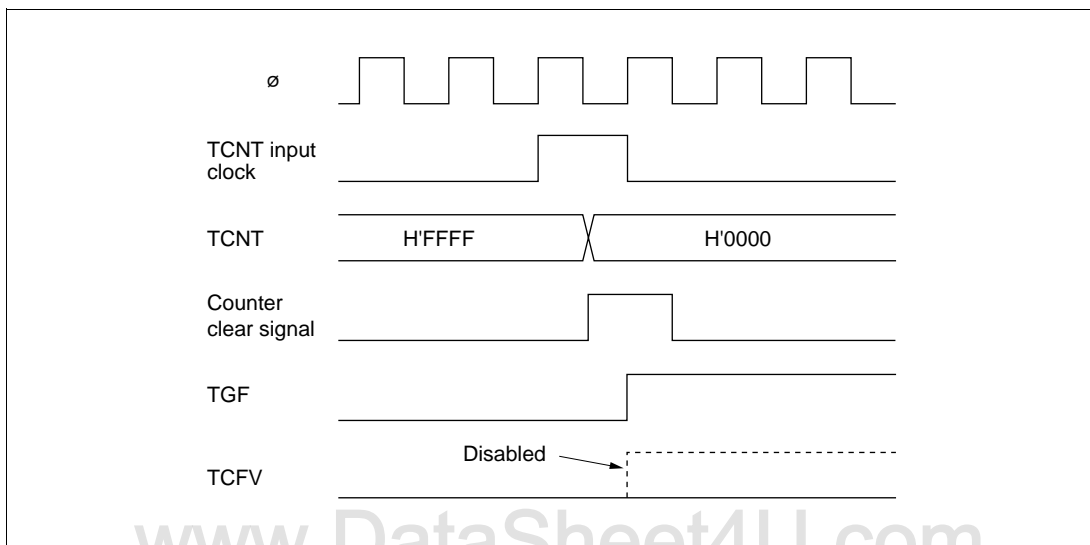 ø
TCNT input
clock
TCNT
H'FFFF
H'0000
Counter
clear signal
TGF
Disabled
TCFV
www.DataSheet4U.com